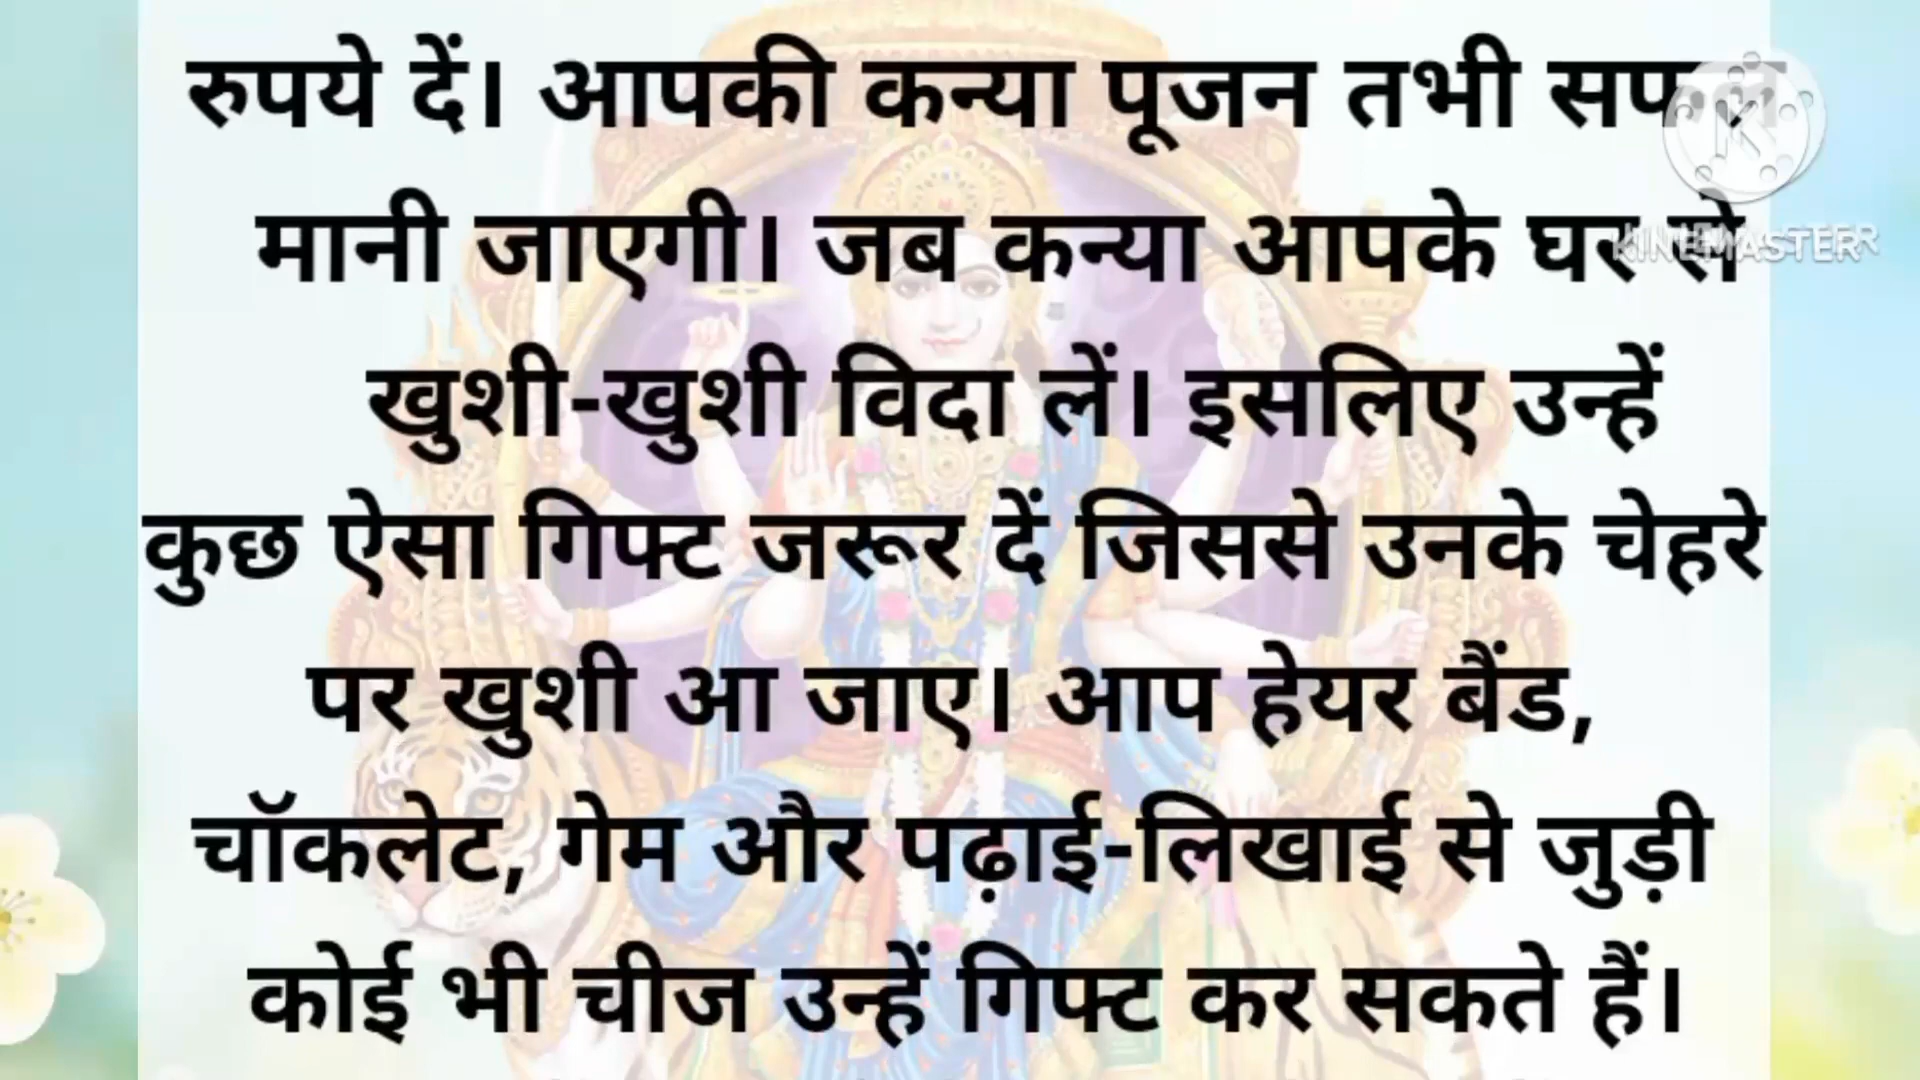 रुपये दें। आपकी कन्या पूजन तभी
मानी जाएगी। जब कन्या आपके घर से
KINEMASTER
खुशी-खुशी विदा लें। इसलिए उन्हें
कुछ ऐसा गिफ्ट जरूर दें जिससे उनके चेहरे
पर खुशी आ जाए। आप हेयर बैंड,
चॉकलेट, गेम और पढ़ाई-लिखाई से जुड़ी
कोई भी चीज उन्हें गिफ्ट कर सकते हैं।